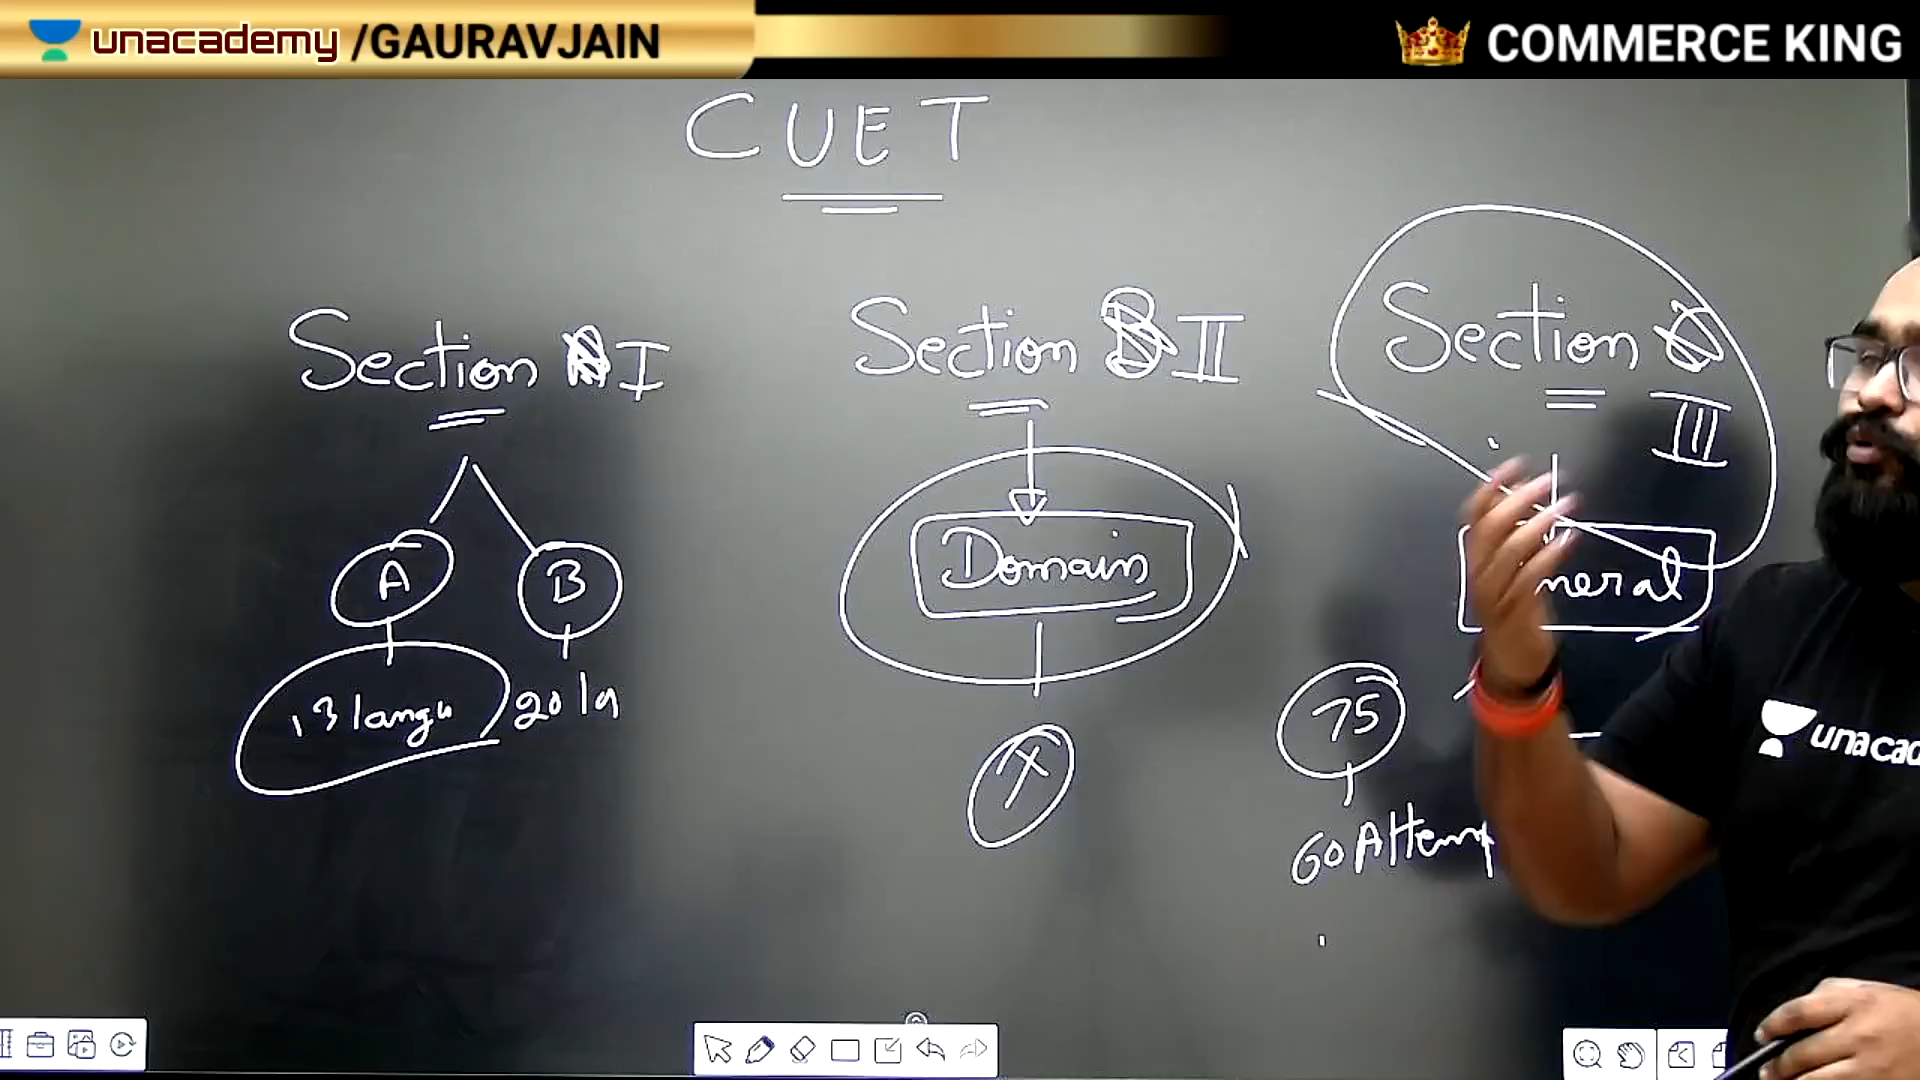 unacademy /GAURAVJAIN
COMMERCE KING
CUET
Section I
Section II
Section
III
A
B
Domain
neral
13 langu
20 la
X
75
60 Attemp
unacad